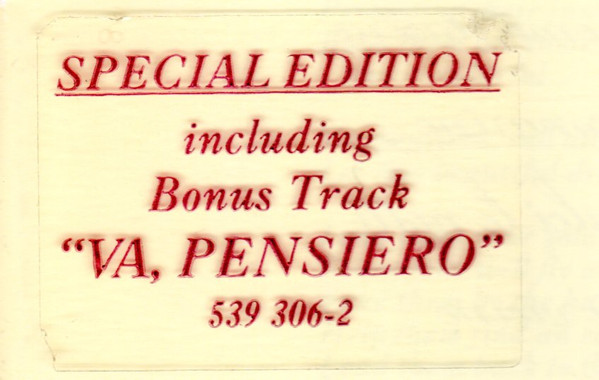 SPECIAL EDITION
including
Bonus Track
“VA, PENSIERO”
539 306-2